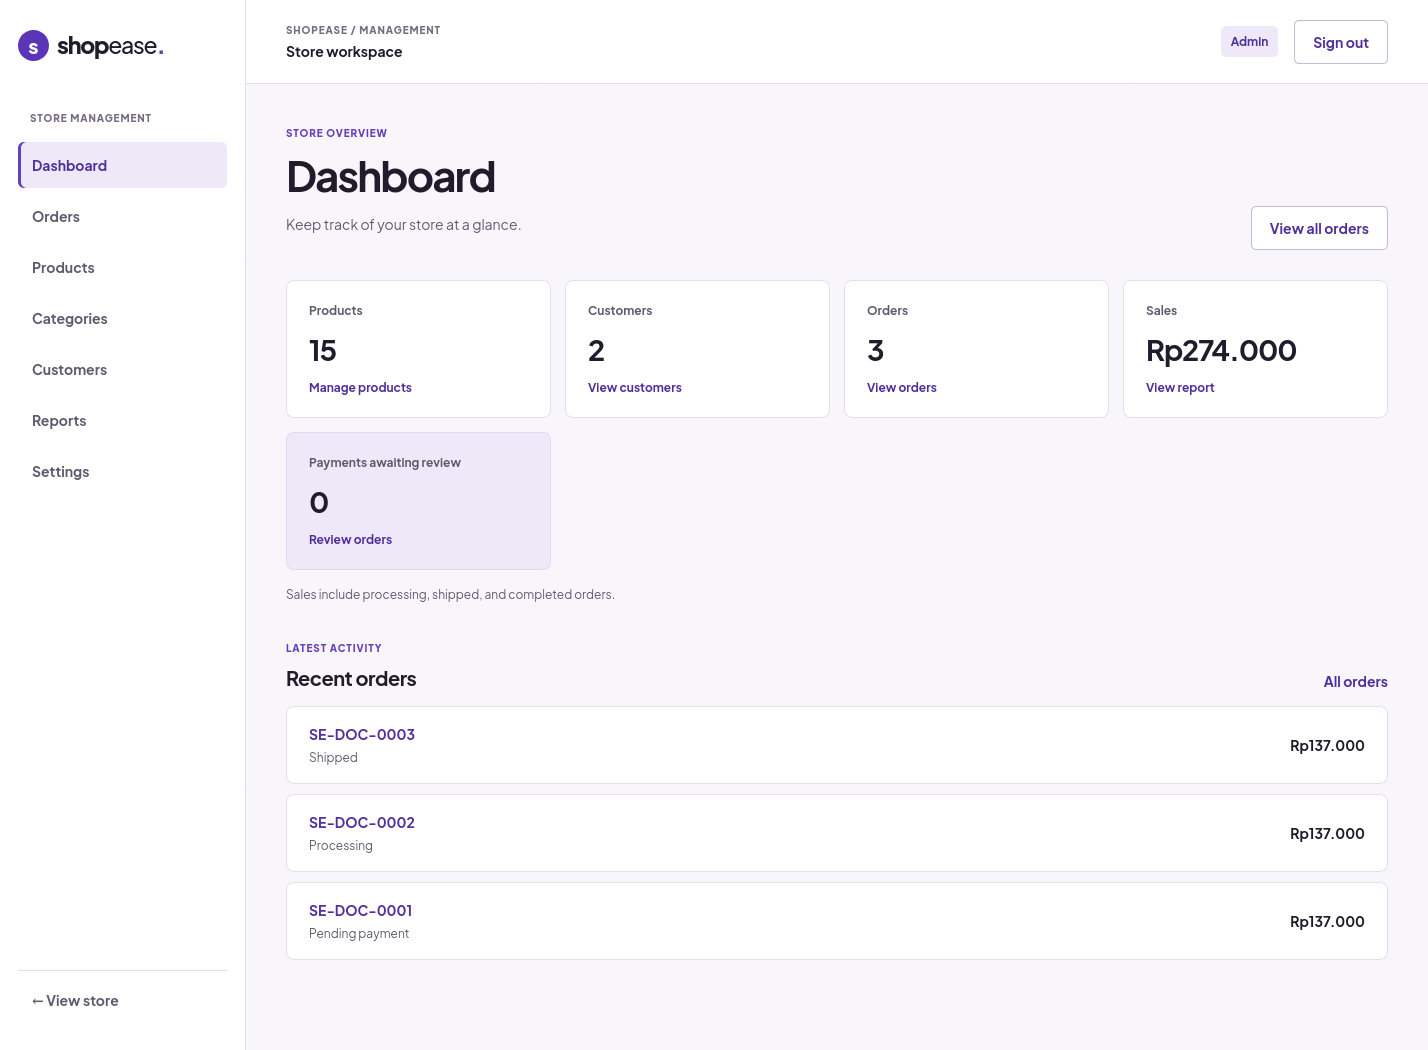 s shopease.
STORE MANAGEMENT
Dashboard
Orders
Products
Categories
Customers
Reports
Settings
← View store
SHOPEASE / MANAGEMENT
Store workspace
Admin
Sign out
STORE OVERVIEW
Dashboard
Keep track of your store at a glance.
View all orders
Products
15
Manage products
Customers
2
View customers
Orders
3
View orders
Sales
Rp274.000
View report
Payments awaiting review
0
Review orders
Sales include processing, shipped, and completed orders.
LATEST ACTIVITY
Recent orders
All orders
SE-DOC-0003
Shipped
Rp137.000
SE-DOC-0002
Processing
Rp137.000
SE-DOC-0001
Pending payment
Rp137.000